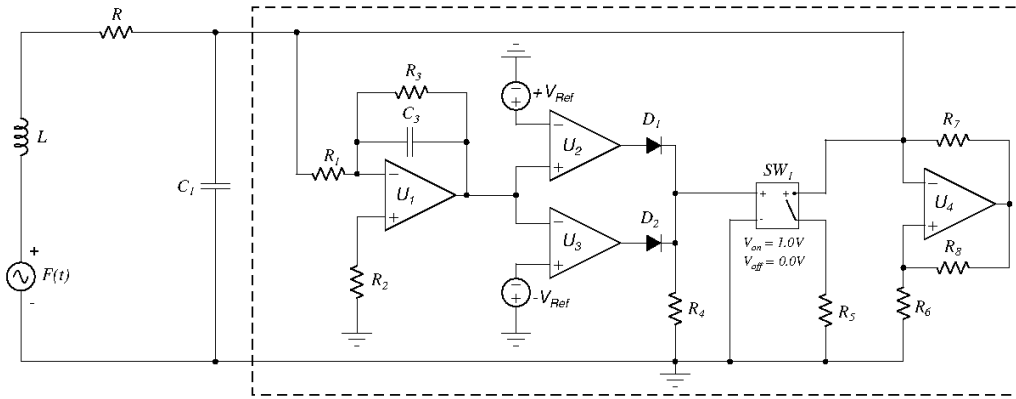 R
L
F(t)
+
-
C1
R1
R3
C3
U1
R2
+VRef
-VRef
U2
U3
D1
D2
R4
SW1
Von = 1.0V
Voff = 0.0V
R5
R7
U4
R8
R6